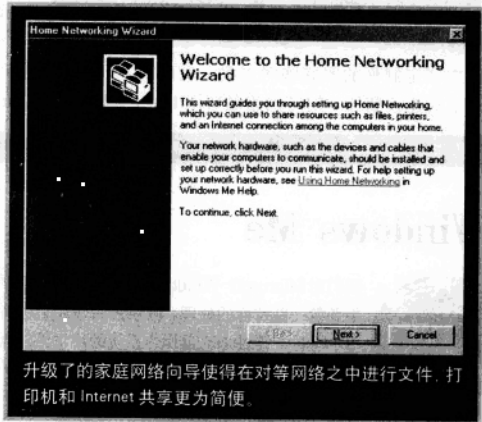 Home Networking Wizard
Welcome to the Home Networking
Wizard
This wizard guides you through setting up Home Networking,
which you can use to share resources such as files, printers,
and an Internet connection among the computers in your home.
Your network hardware, such as the devices and cables that
enable your computers to communicate, should be installed and
set up correctly before you run this wizard. For help setting up
your network hardware, see Using Home Networking in
Windows Me Help.
To continue, click Next.
< Back
Next >
Cancel
升级了的家庭网络向导使得在对等网络之中进行文件、打
印机和 Internet 共享更为简便。